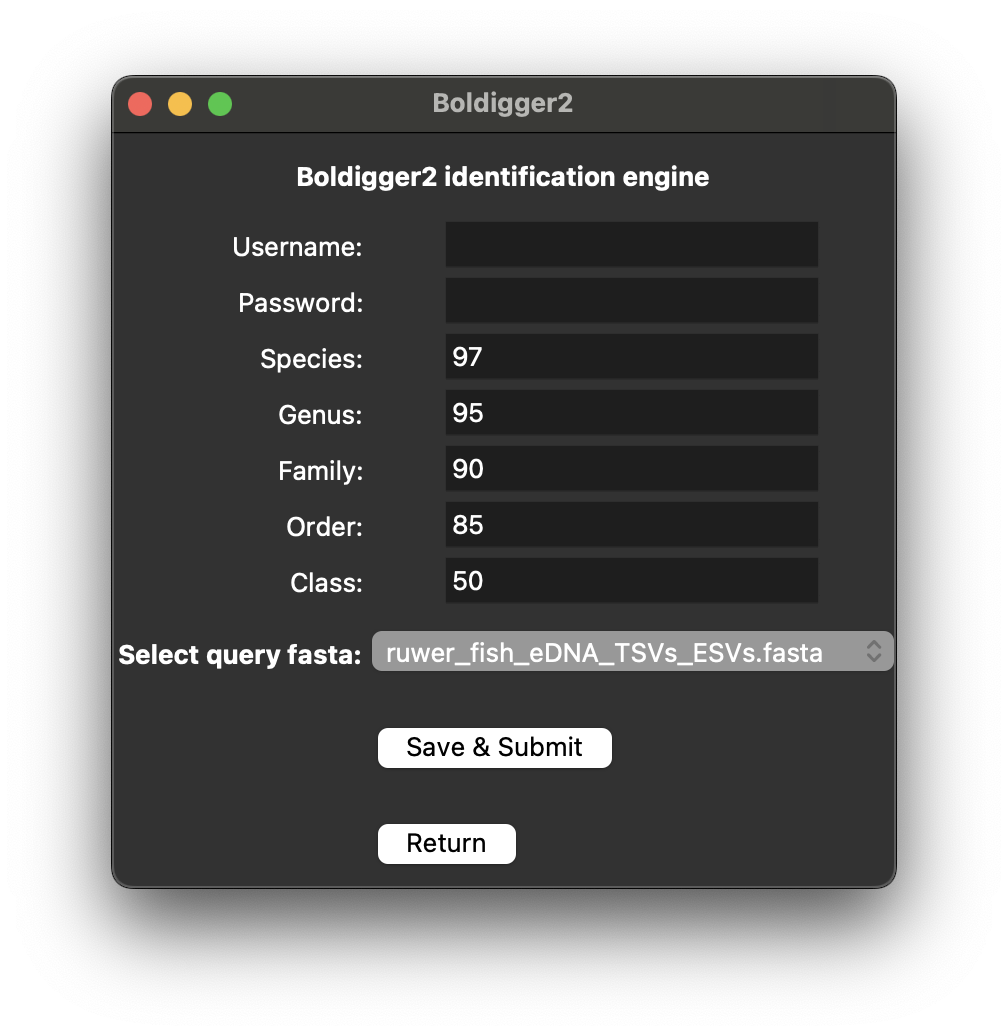 Boldigger2
Boldigger2 identification engine
Username:
Password:
Species: 97
Genus: 95
Family: 90
Order: 85
Class: 50
Select query fasta: ruwer_fish_eDNA_TSVs_ESVs.fasta
Save & Submit
Return